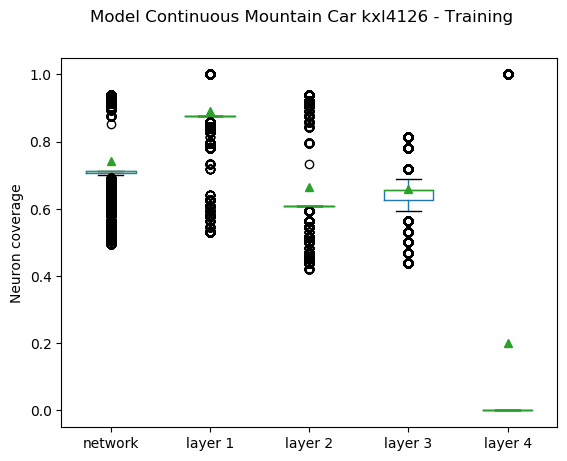 Model Continuous Mountain Car kxl4126 - Training
Neuron coverage
1.0
0.8
0.6
0.4
0.2
0.0
network layer 1 layer 2 layer 3 layer 4